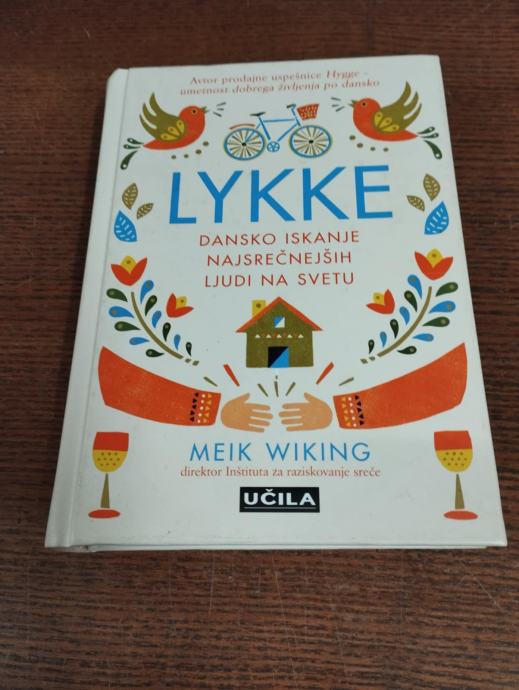 Avtor prodajne uspešnice Hygge –
umetnost dobrega življenja po dansko
LYKKE
DANSKO ISKANJE
NAJSREČNEJŠIH
LJUDI NA SVETU
MEIK WIKING
direktor Inštituta za raziskovanje sreče
UČILA